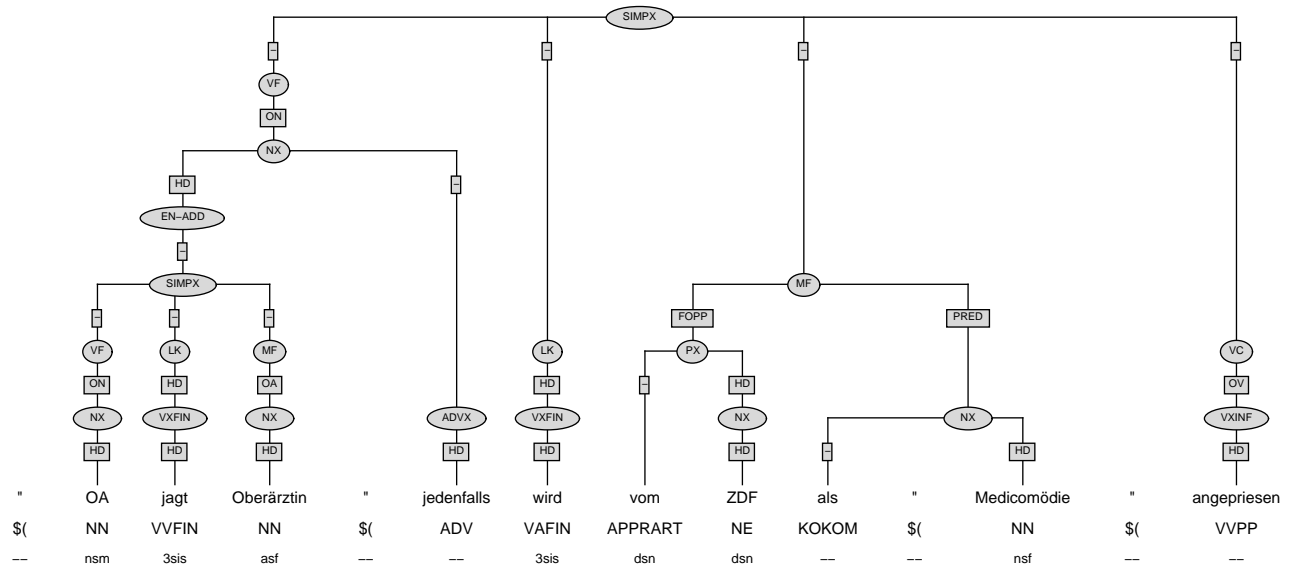 SIMPX
– – – –
VF
ON
NX
HD –
EN–ADD
–
SIMPX MF
– – – FOPP PRED
VF LK MF LK PX VC
ON HD OA HD – HD OV
NX VXFIN NX ADVX VXFIN NX NX VXINF
HD HD HD HD HD HD – HD HD
" OA jagt Oberärztin " jedenfalls wird vom ZDF als " Medicomödie " angepriesen
$( NN VVFIN NN $( ADV VAFIN APPRART NE KOKOM $( NN $( VVPP
–– nsm 3sis asf –– –– 3sis dsn dsn –– –– nsf –– ––